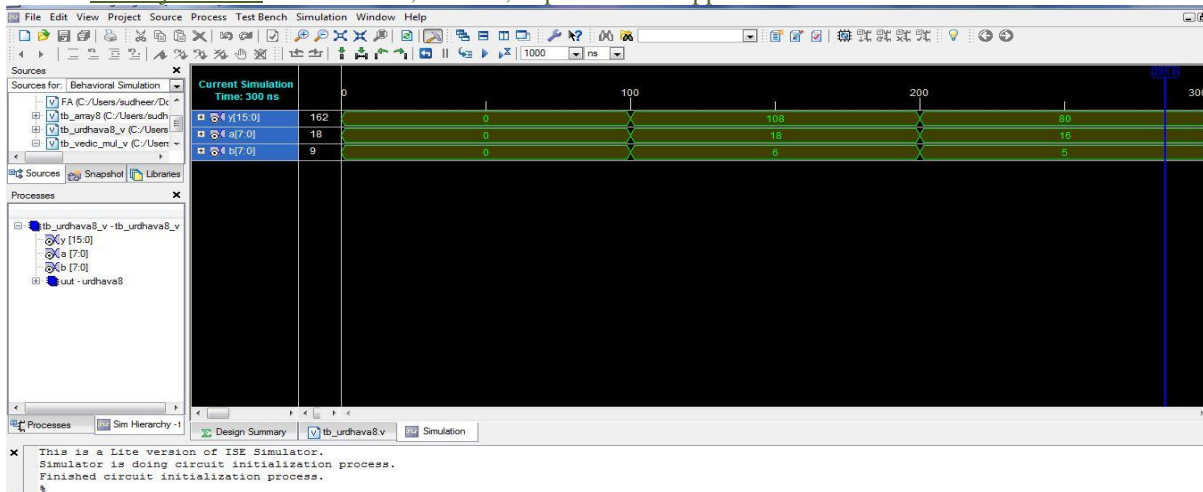 File Edit View Project Source Process Test Bench Simulation Window Help
1000 ns
Sources
Sources for: Behavioral Simulation
FA (C:/Users/sudheer/Dc
tb_array8 (C:/Users/sudh
tb_urdhava8_v (C:/Users
tb_vedic_mul_v (C:/Users
Sources Snapshot Libraries
Processes
tb_urdhava8_v - tb_urdhava8_v
y [15:0]
a [7:0]
b [7:0]
uut - urdhava8
Processes Sim Hierarchy - t
Current Simulation
Time: 300 ns
0 100 200 300
y[15:0] 162 0 108 80
a[7:0] 18 0 18 16
b[7:0] 9 0 6 5
Design Summary tb_urdhava8.v Simulation
This is a Lite version of ISE Simulator.
Simulator is doing circuit initialization process.
Finished circuit initialization process.
%